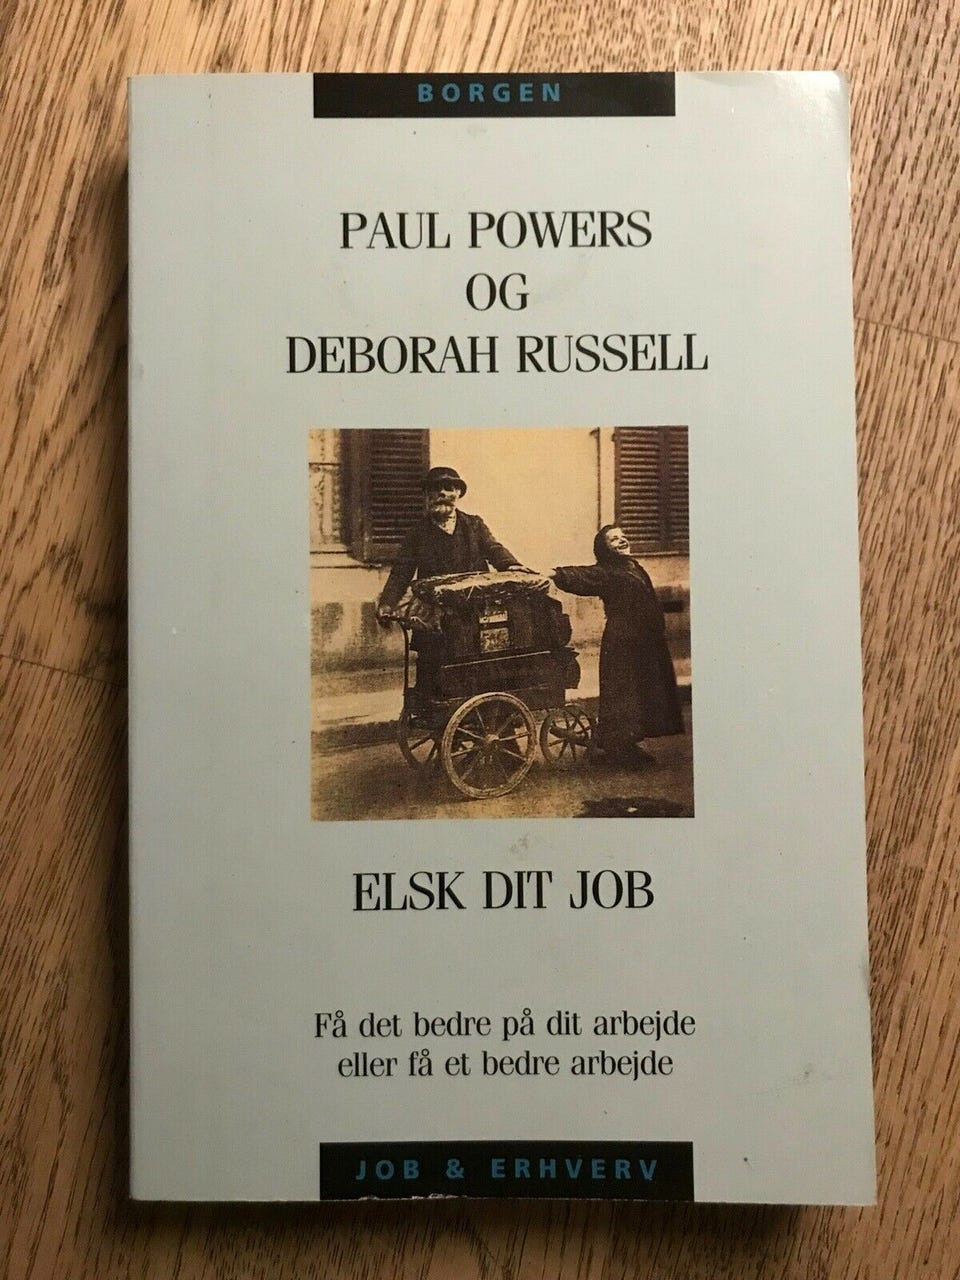 BORGEN
PAUL POWERS
OG
DEBORAH RUSSELL
ELSK DIT JOB
Få det bedre på dit arbejde
eller få et bedre arbejde
JOB & ERHVERV